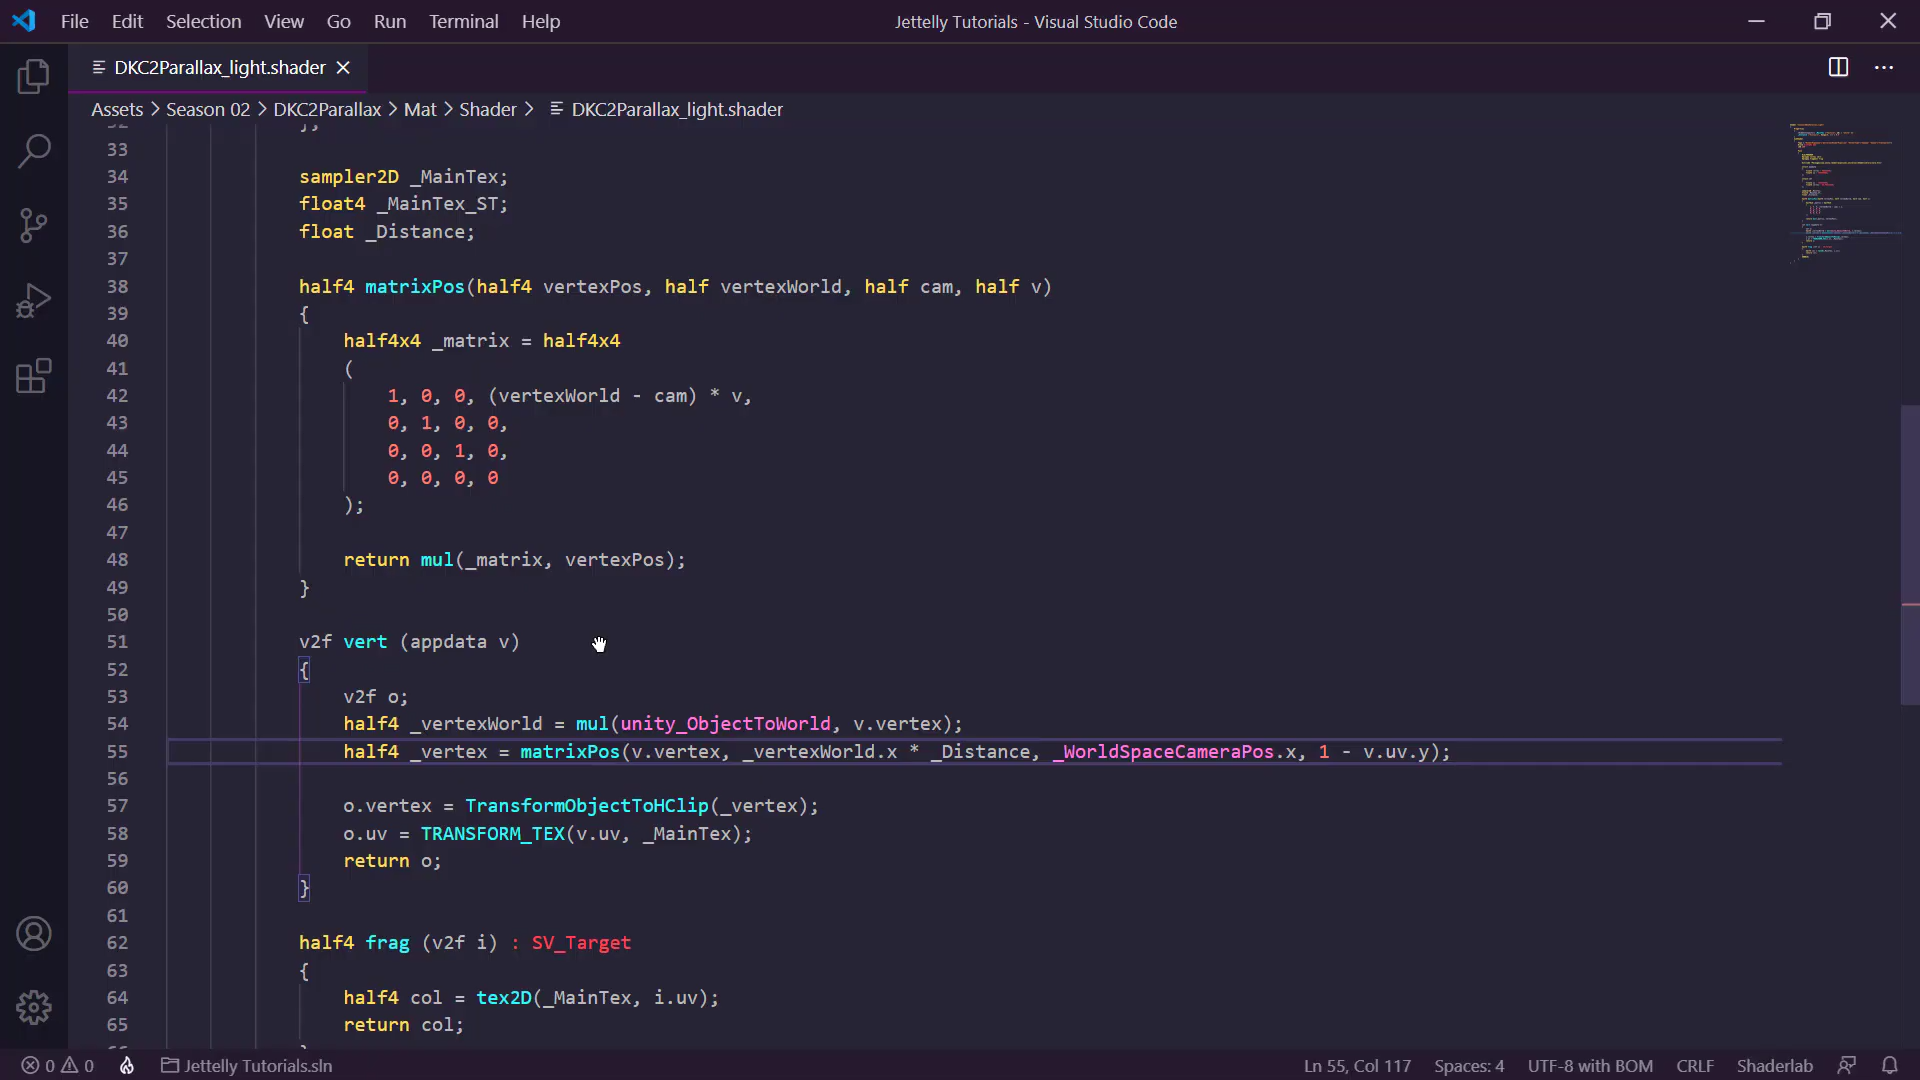 File Edit Selection View Go Run Terminal Help
Jettelly Tutorials - Visual Studio Code
DKC2Parallax_light.shader
Assets > Season 02 > DKC2Parallax > Mat > Shader > DKC2Parallax_light.shader
32 };
33
34 sampler2D _MainTex;
35 float4 _MainTex_ST;
36 float _Distance;
37
38 half4 matrixPos(half4 vertexPos, half vertexWorld, half cam, half v)
39 {
40 half4x4 _matrix = half4x4
41 (
42 1, 0, 0, (vertexWorld - cam) * v,
43 0, 1, 0, 0,
44 0, 0, 1, 0,
45 0, 0, 0, 0
46 );
47
48 return mul(_matrix, vertexPos);
49 }
50
51 v2f vert (appdata v)
52 {
53 v2f o;
54 half4 _vertexWorld = mul(unity_ObjectToWorld, v.vertex);
55 half4 _vertex = matrixPos(v.vertex, _vertexWorld.x * _Distance, _WorldSpaceCameraPos.x, 1 - v.uv.y);
56
57 o.vertex = TransformObjectToHClip(_vertex);
58 o.uv = TRANSFORM_TEX(v.uv, _MainTex);
59 return o;
60 }
61
62 half4 frag (v2f i) : SV_Target
63 {
64 half4 col = tex2D(_MainTex, i.uv);
65 return col;
0 0 Jettelly Tutorials.sln Ln 55, Col 117 Spaces: 4 UTF-8 with BOM CRLF Shaderlab